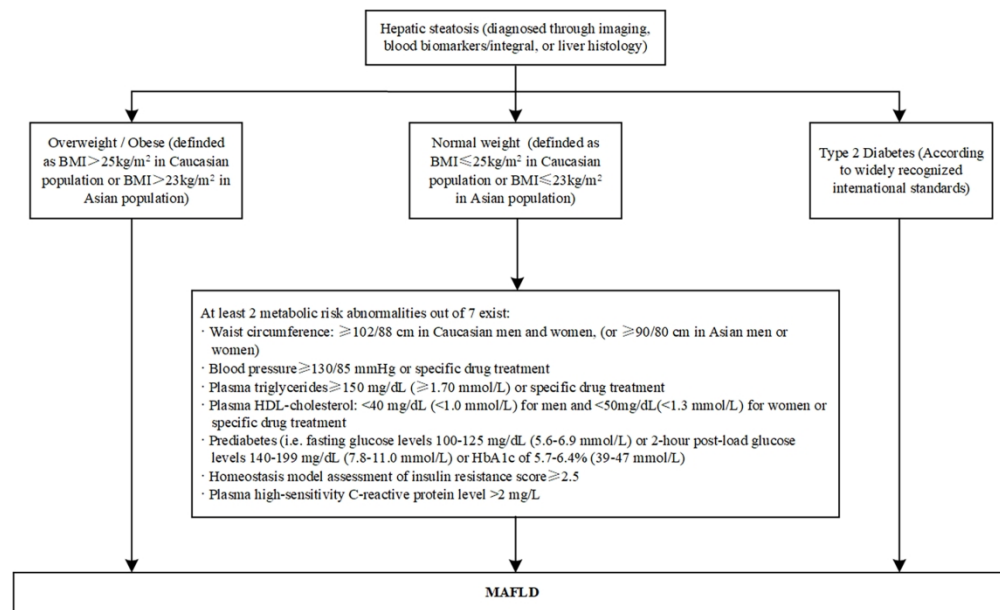 Hepatic steatosis (diagnosed through imaging,
blood biomarkers/integral, or liver histology)
Overweight / Obese (definded
as BMI>25kg/m² in Caucasian
population or BMI>23kg/m² in
Asian population)
Normal weight (definded as
BMI≤25kg/m² in Caucasian
population or BMI≤23kg/m²
in Asian population)
Type 2 Diabetes (According
to widely recognized
international standards)
At least 2 metabolic risk abnormalities out of 7 exist:
· Waist circumference: ≥102/88 cm in Caucasian men and women, (or ≥90/80 cm in Asian men or
women)
· Blood pressure≥130/85 mmHg or specific drug treatment
· Plasma triglycerides≥150 mg/dL (≥1.70 mmol/L) or specific drug treatment
· Plasma HDL-cholesterol: <40 mg/dL (<1.0 mmol/L) for men and <50mg/dL(<1.3 mmol/L) for women or
specific drug treatment
· Prediabetes (i.e. fasting glucose levels 100-125 mg/dL (5.6-6.9 mmol/L) or 2-hour post-load glucose
levels 140-199 mg/dL (7.8-11.0 mmol/L) or HbA1c of 5.7-6.4% (39-47 mmol/L)
· Homeostasis model assessment of insulin resistance score≥2.5
· Plasma high-sensitivity C-reactive protein level >2 mg/L
MAFLD